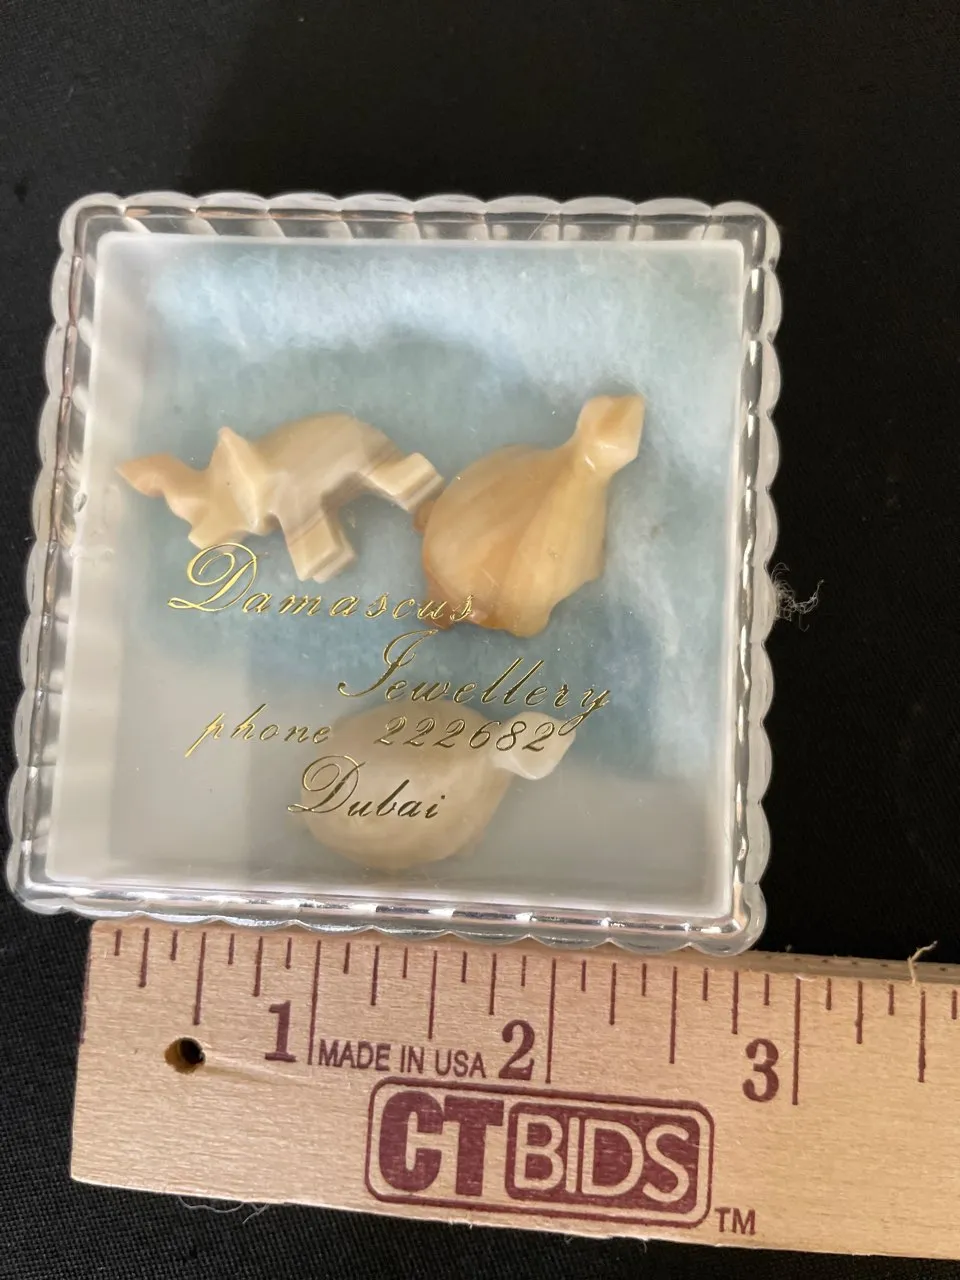 Damascus
Jewellery
phone 222682
Dubai
1 2 3
MADE IN USA
CTBIDS TM